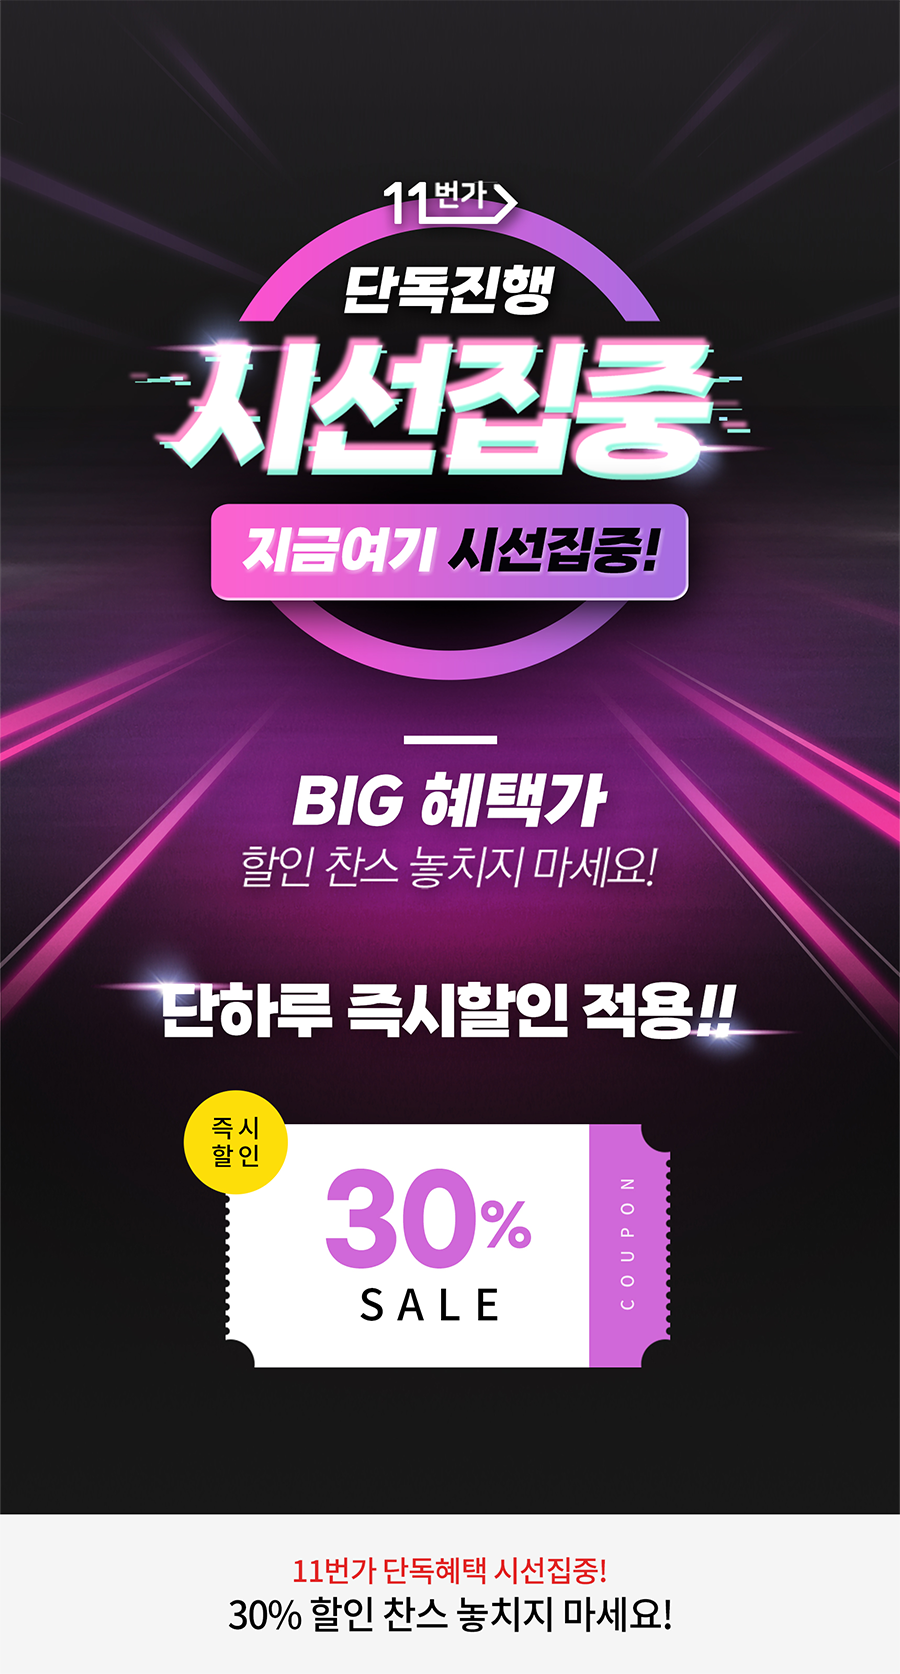 11번가
단독진행
시선집중
지금여기 시선집중!
BIG 혜택가
할인 찬스 놓치지 마세요!
단하루 즉시할인 적용!!
즉시
할인
30%
SALE
COUPON
11번가 단독혜택 시선집중!
30% 할인 찬스 놓치지 마세요!